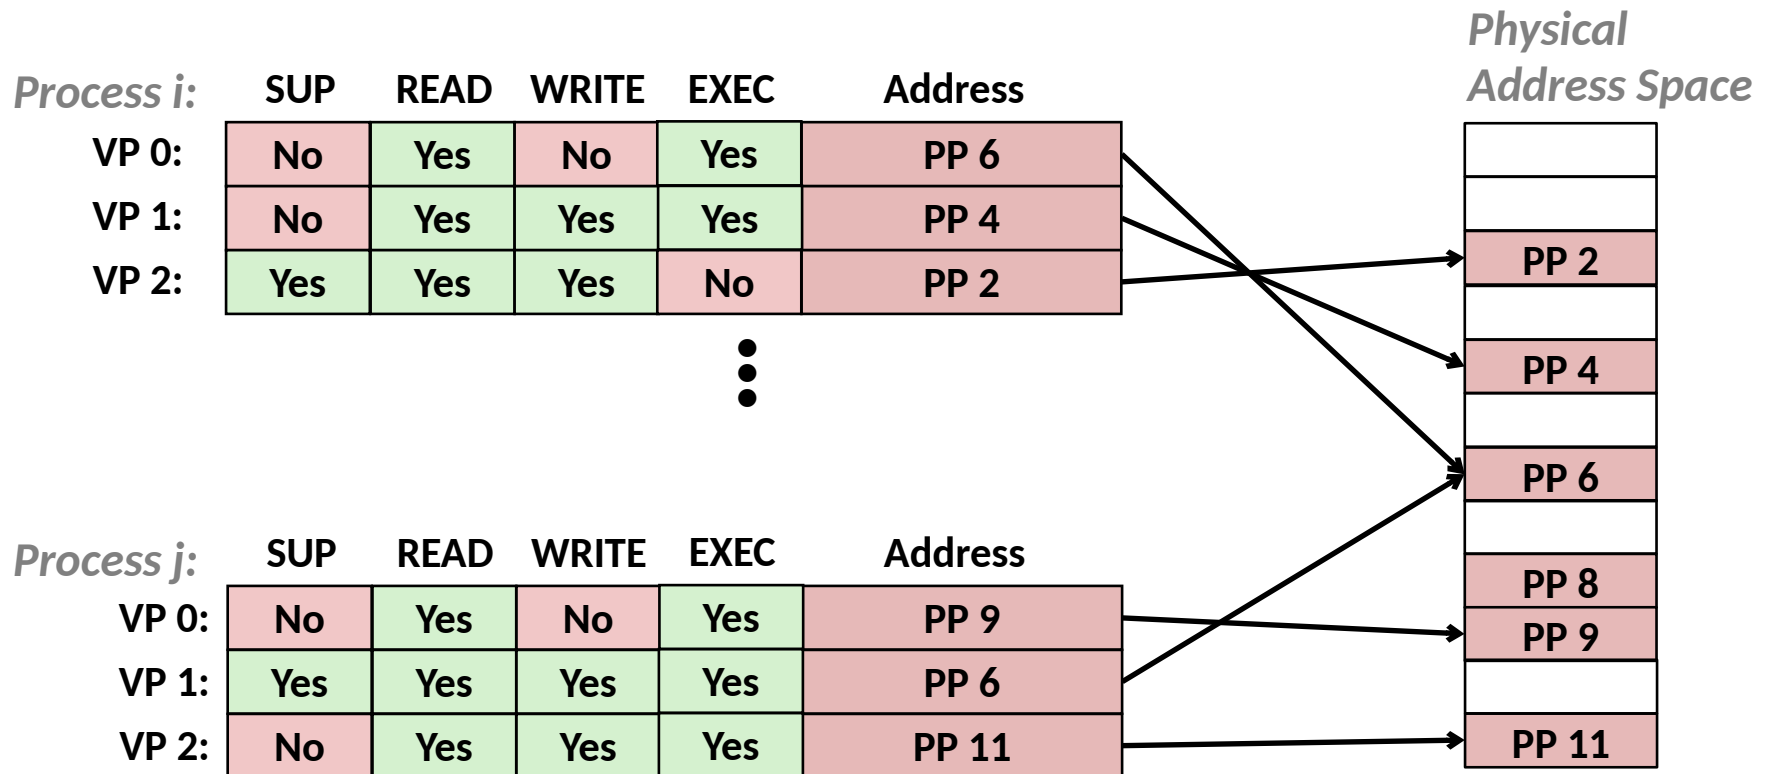 Physical
Address Space
Process i: SUP READ WRITE EXEC Address
VP 0: No Yes No Yes PP 6
VP 1: No Yes Yes Yes PP 4
VP 2: Yes Yes Yes No PP 2
PP 2
PP 4
PP 6
PP 8
PP 9
PP 11
Process j: SUP READ WRITE EXEC Address
VP 0: No Yes No Yes PP 9
VP 1: Yes Yes Yes Yes PP 6
VP 2: No Yes Yes Yes PP 11